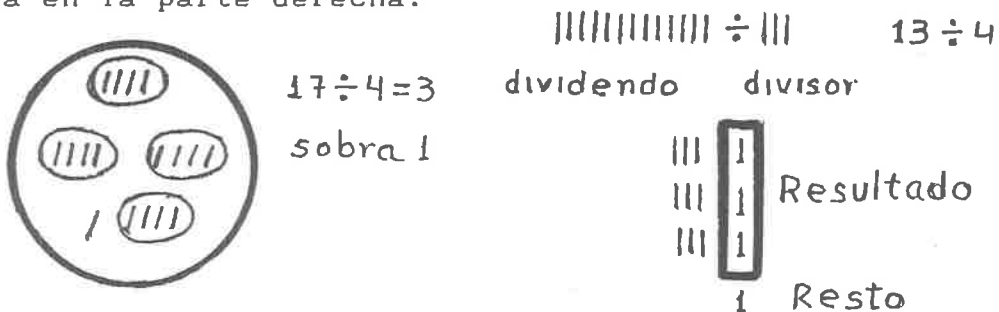 a en la parte derecha.
||||||||||||| ÷ ||| 13 ÷ 4
17÷4=3 dividendo divisor
sobra 1
||| 1
||| 1 Resultado
||| 1
1 Resto